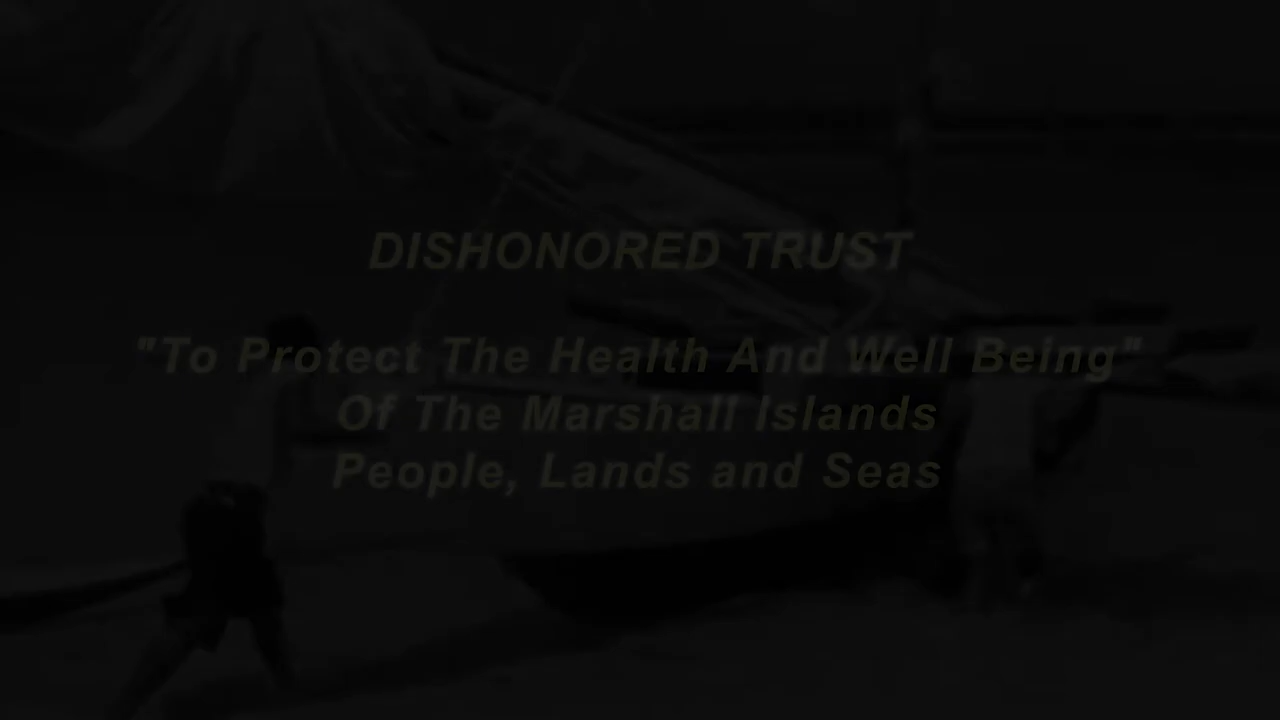 DISHONORED TRUST
"To Protect The Health And Well Being"
Of The Marshall Islands
People, Lands and Seas